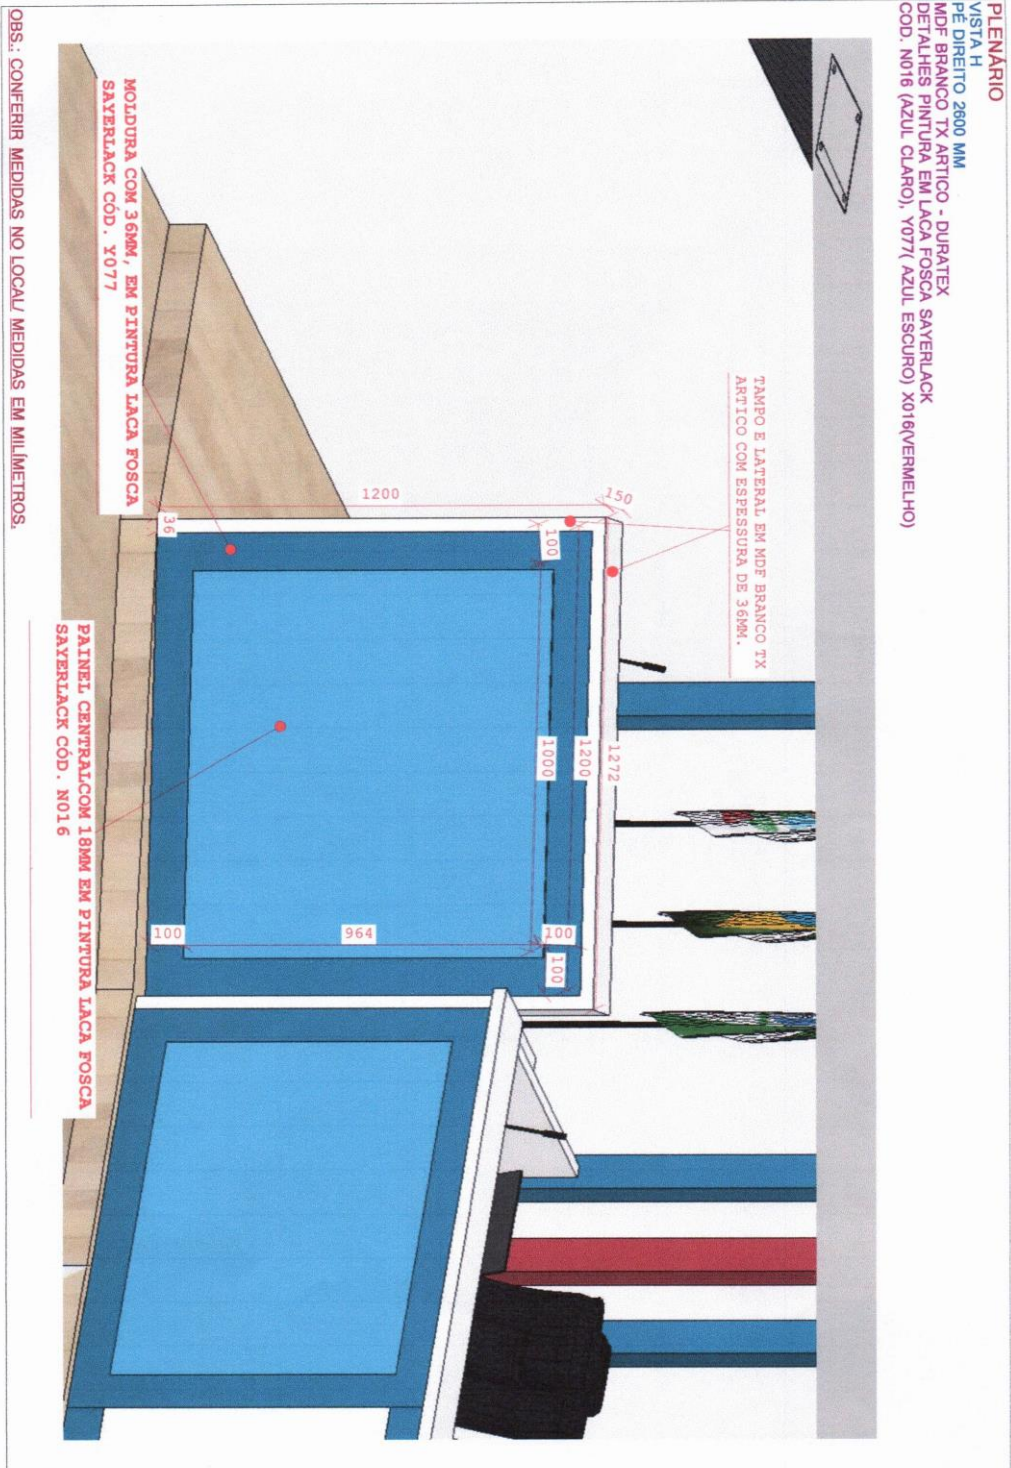 PLENÁRIO
VISTA H
PÉ DIREITO 2600 MM
MDF BRANCO TX ARTICO - DURATEX
DETALHES PINTURA EM LACA FOSCA SAYERLACK
COD. N016 (AZUL CLARO), Y077( AZUL ESCURO) X016(VERMELHO)
TAMPO E LATERAL EM MDF BRANCO TX
ARTICO COM ESPESSURA DE 36MM.
150
1200
1272
1200
1000
100
100
100
964
100
36
MOLDURA COM 36MM, EM PINTURA LACA FOSCA
SAYERLACK CÓD. Y077
PAINEL CENTRALCOM 18MM EM PINTURA LACA FOSCA
SAYERLACK CÓD. N016
OBS.: CONFERIR MEDIDAS NO LOCAL/ MEDIDAS EM MILÍMETROS.